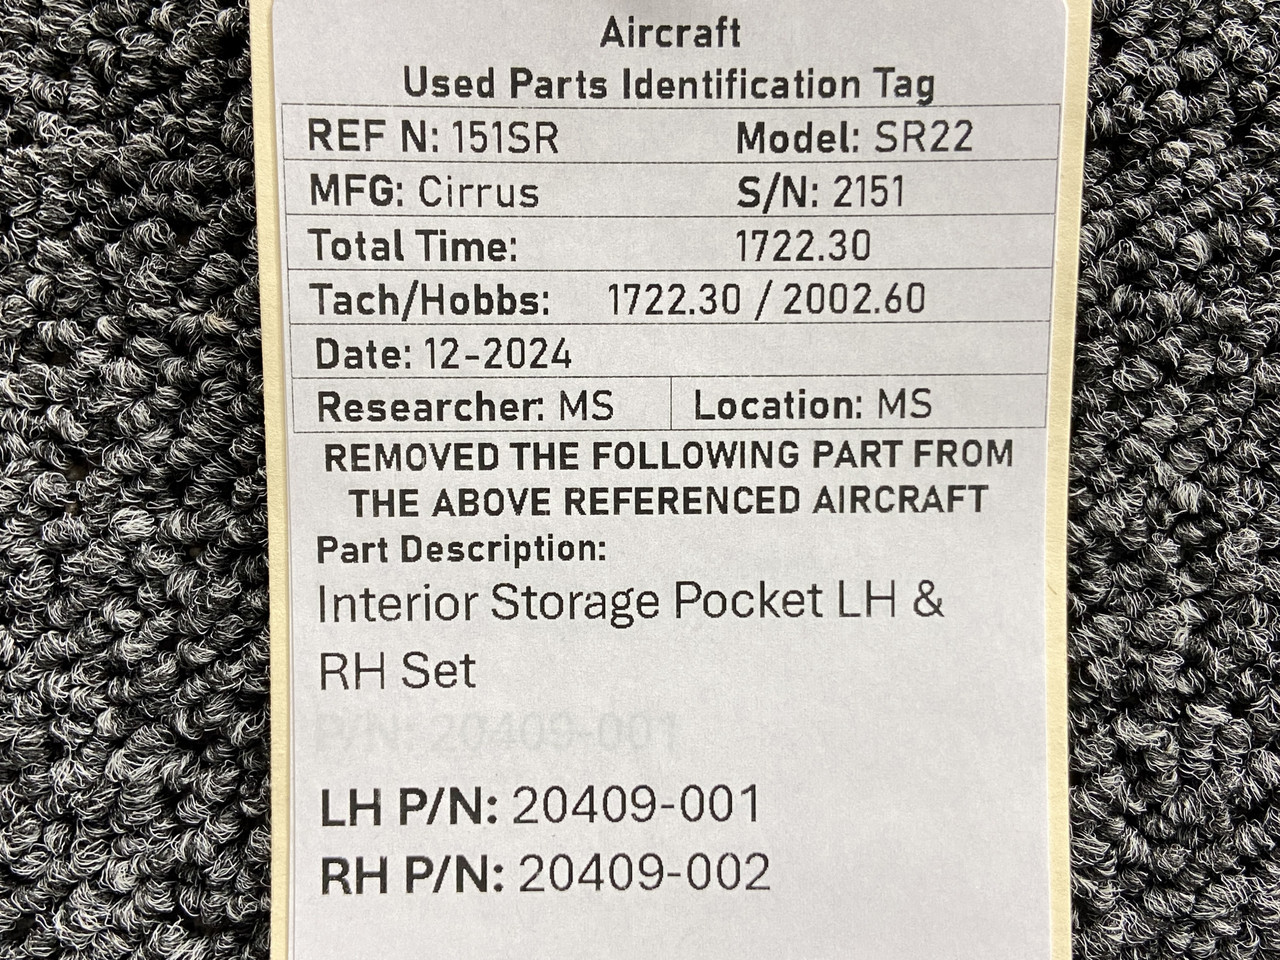 Aircraft
Used Parts Identification Tag
REF N: 151SR Model: SR22
MFG: Cirrus S/N: 2151
Total Time: 1722.30
Tach/Hobbs: 1722.30 / 2002.60
Date: 12-2024
Researcher: MS Location: MS
REMOVED THE FOLLOWING PART FROM
THE ABOVE REFERENCED AIRCRAFT
Part Description:
Interior Storage Pocket LH &
RH Set
P/N: 20409-001
LH P/N: 20409-001
RH P/N: 20409-002